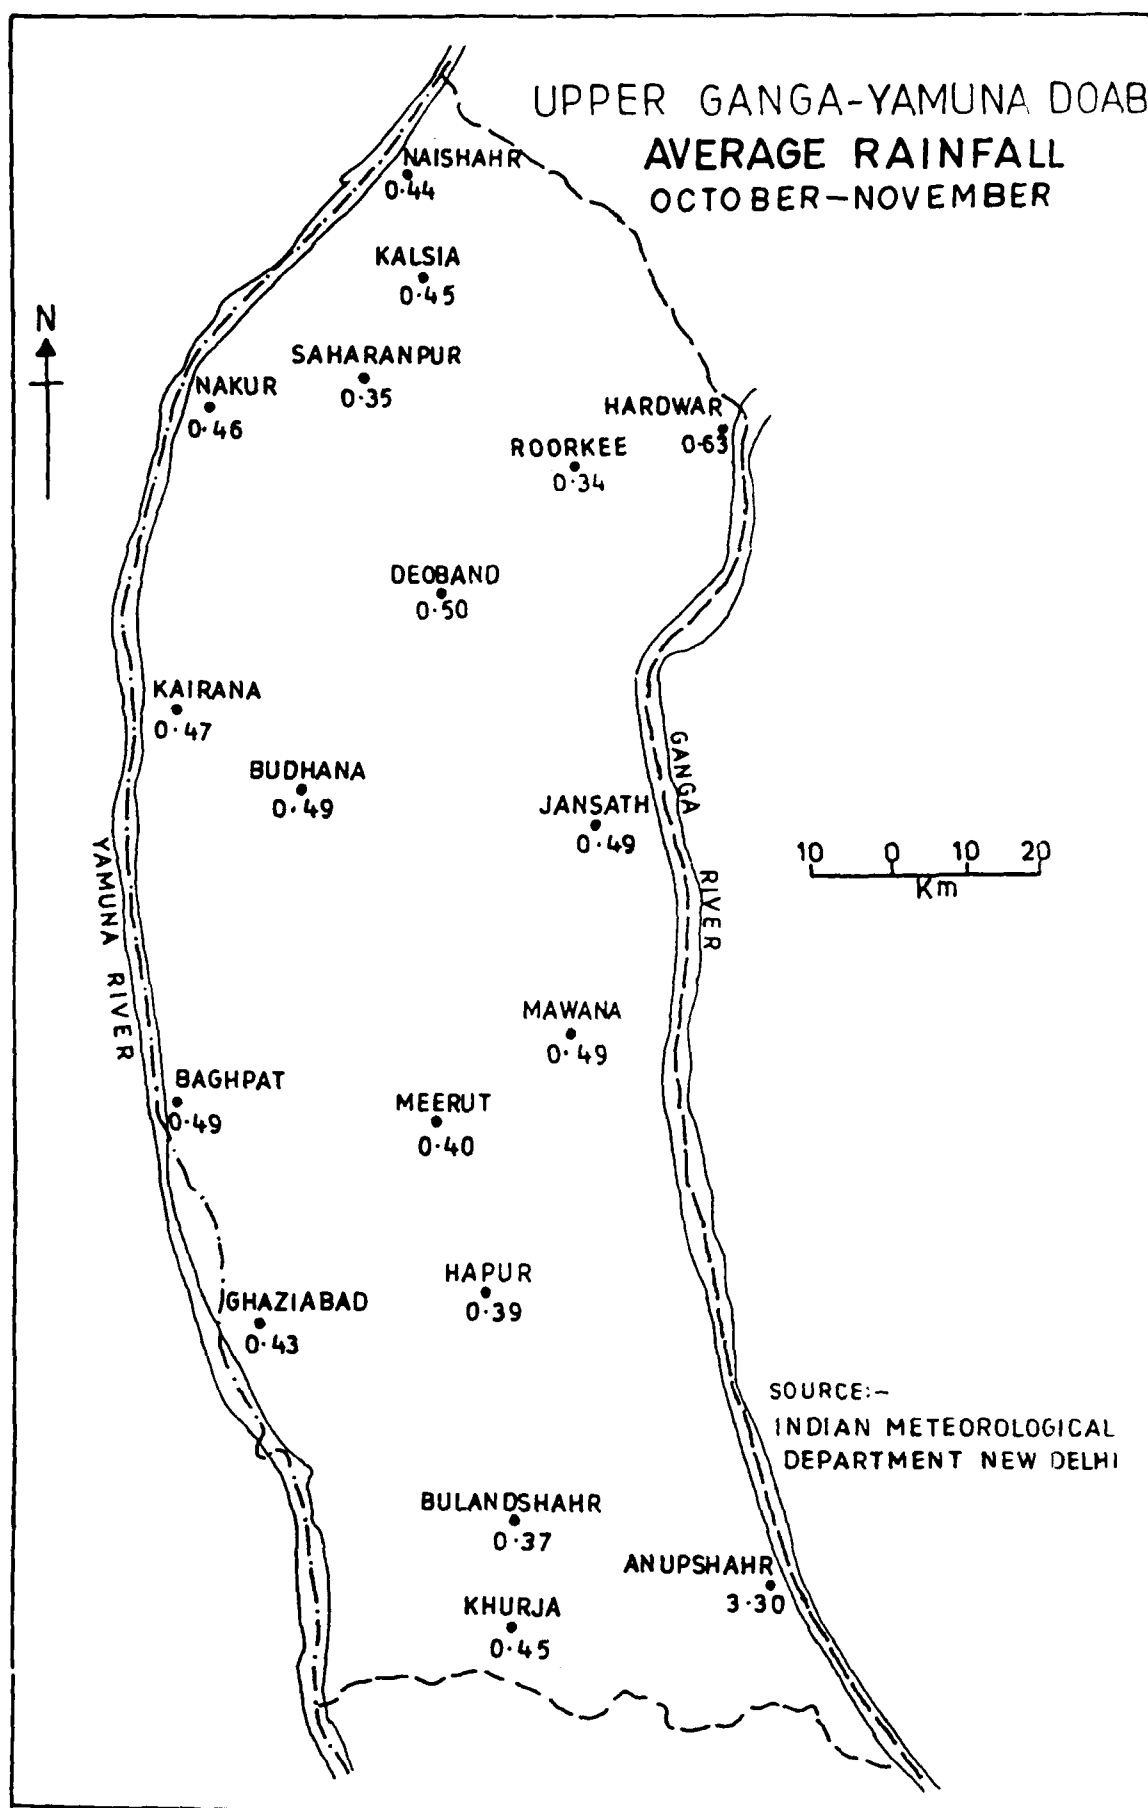 UPPER GANGA-YAMUNA DOAB
AVERAGE RAINFALL
OCTOBER-NOVEMBER
NAISHAHR
0.44
KALSIA
0.45
N
SAHARANPUR
0.35
NAKUR
0.46
HARDWAR
0.63
ROORKEE
0.34
DEOBAND
0.50
KAIRANA
0.47
GANGA RIVER
BUDHANA
0.49
JANSATH
0.49
YAMUNA RIVER
10 0 10 20
Km
MAWANA
0.49
BAGHPAT
0.49
MEERUT
0.40
HAPUR
0.39
GHAZIABAD
0.43
SOURCE:-
INDIAN METEOROLOGICAL
DEPARTMENT NEW DELHI
BULANDSHAHR
0.37
ANUPSHAHR
3.30
KHURJA
0.45